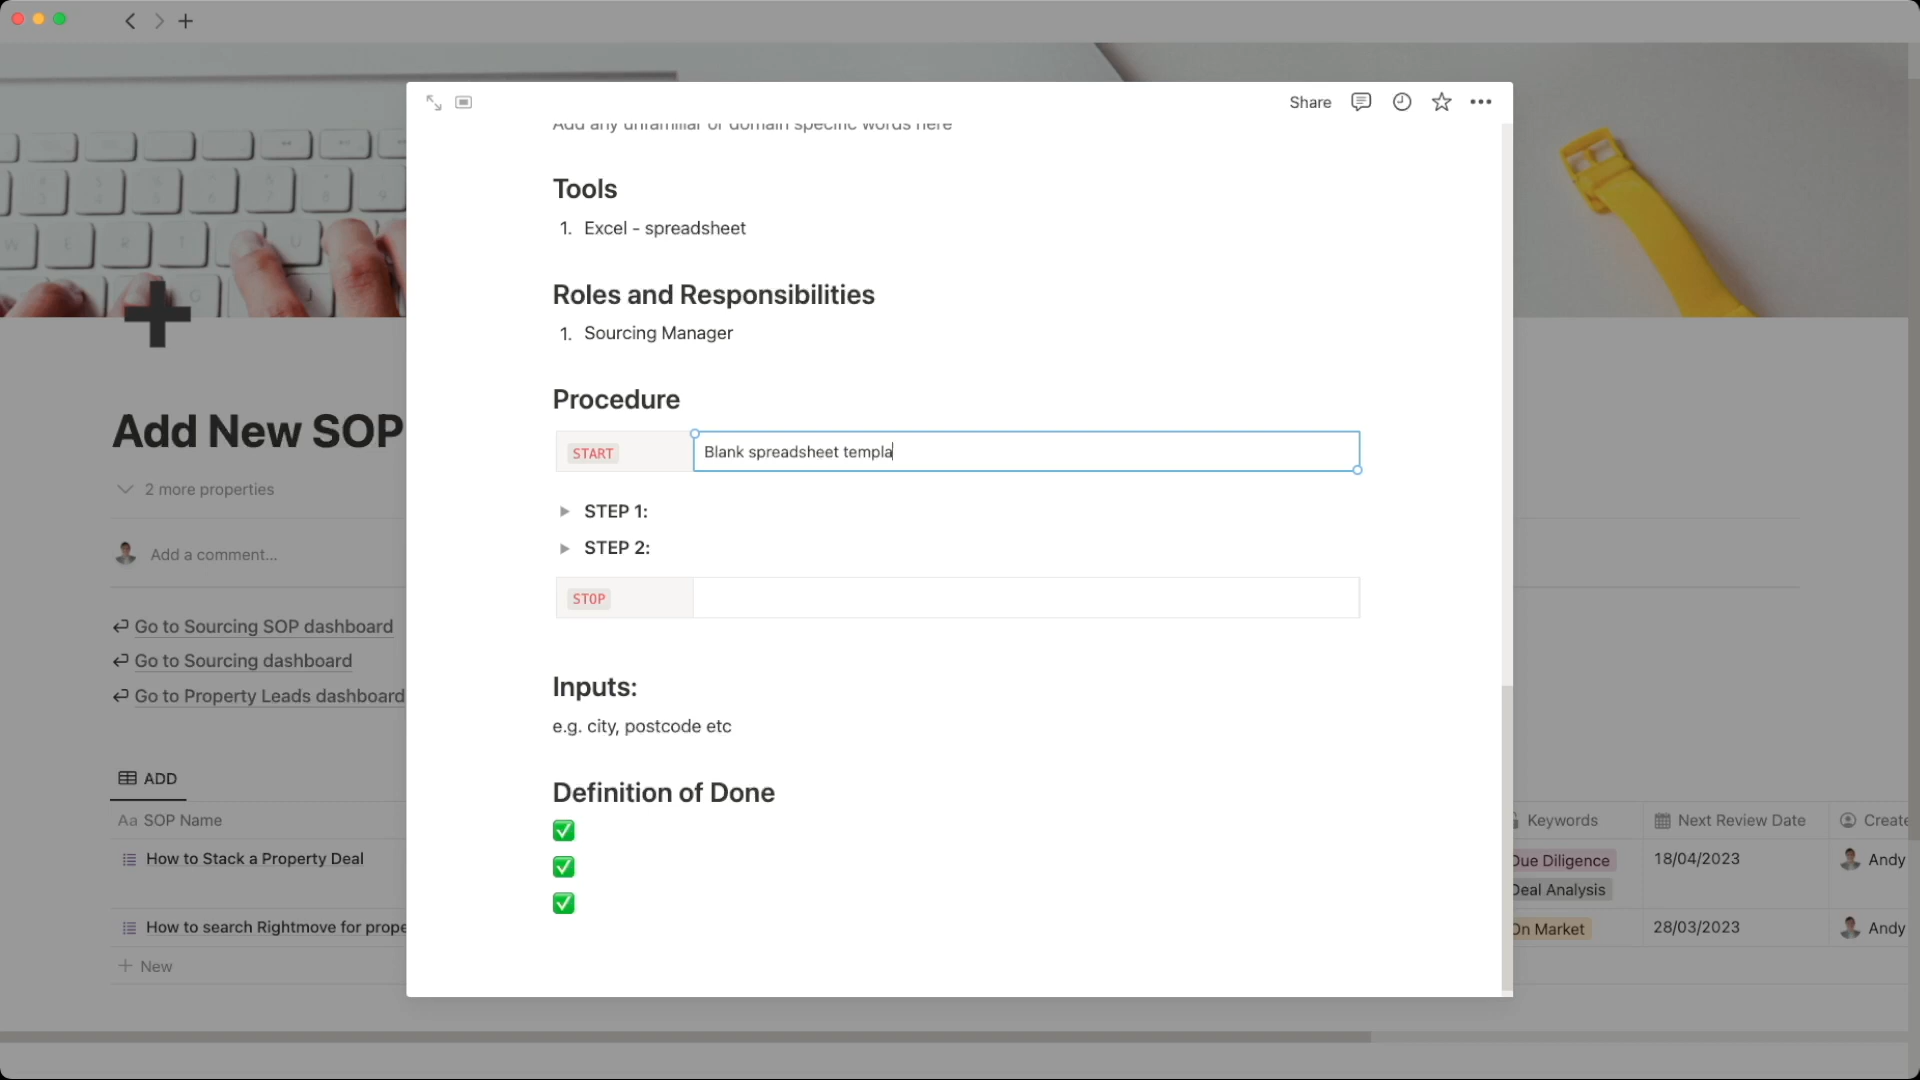 Share
Add any unfamiliar or domain specific words here
Tools
1. Excel - spreadsheet
Roles and Responsibilities
1. Sourcing Manager
Procedure
START
Blank spreadsheet templa
STEP 1:
STEP 2:
STOP
Inputs:
e.g. city, postcode etc
Definition of Done
Add New SOP
2 more properties
Add a comment...
Go to Sourcing SOP dashboard
Go to Sourcing dashboard
Go to Property Leads dashboard
ADD
Aa SOP Name
Keywords
Next Review Date
Create
How to Stack a Property Deal
Due Diligence
18/04/2023
Andy
Deal Analysis
How to search Rightmove for prope
On Market
28/03/2023
Andy
New